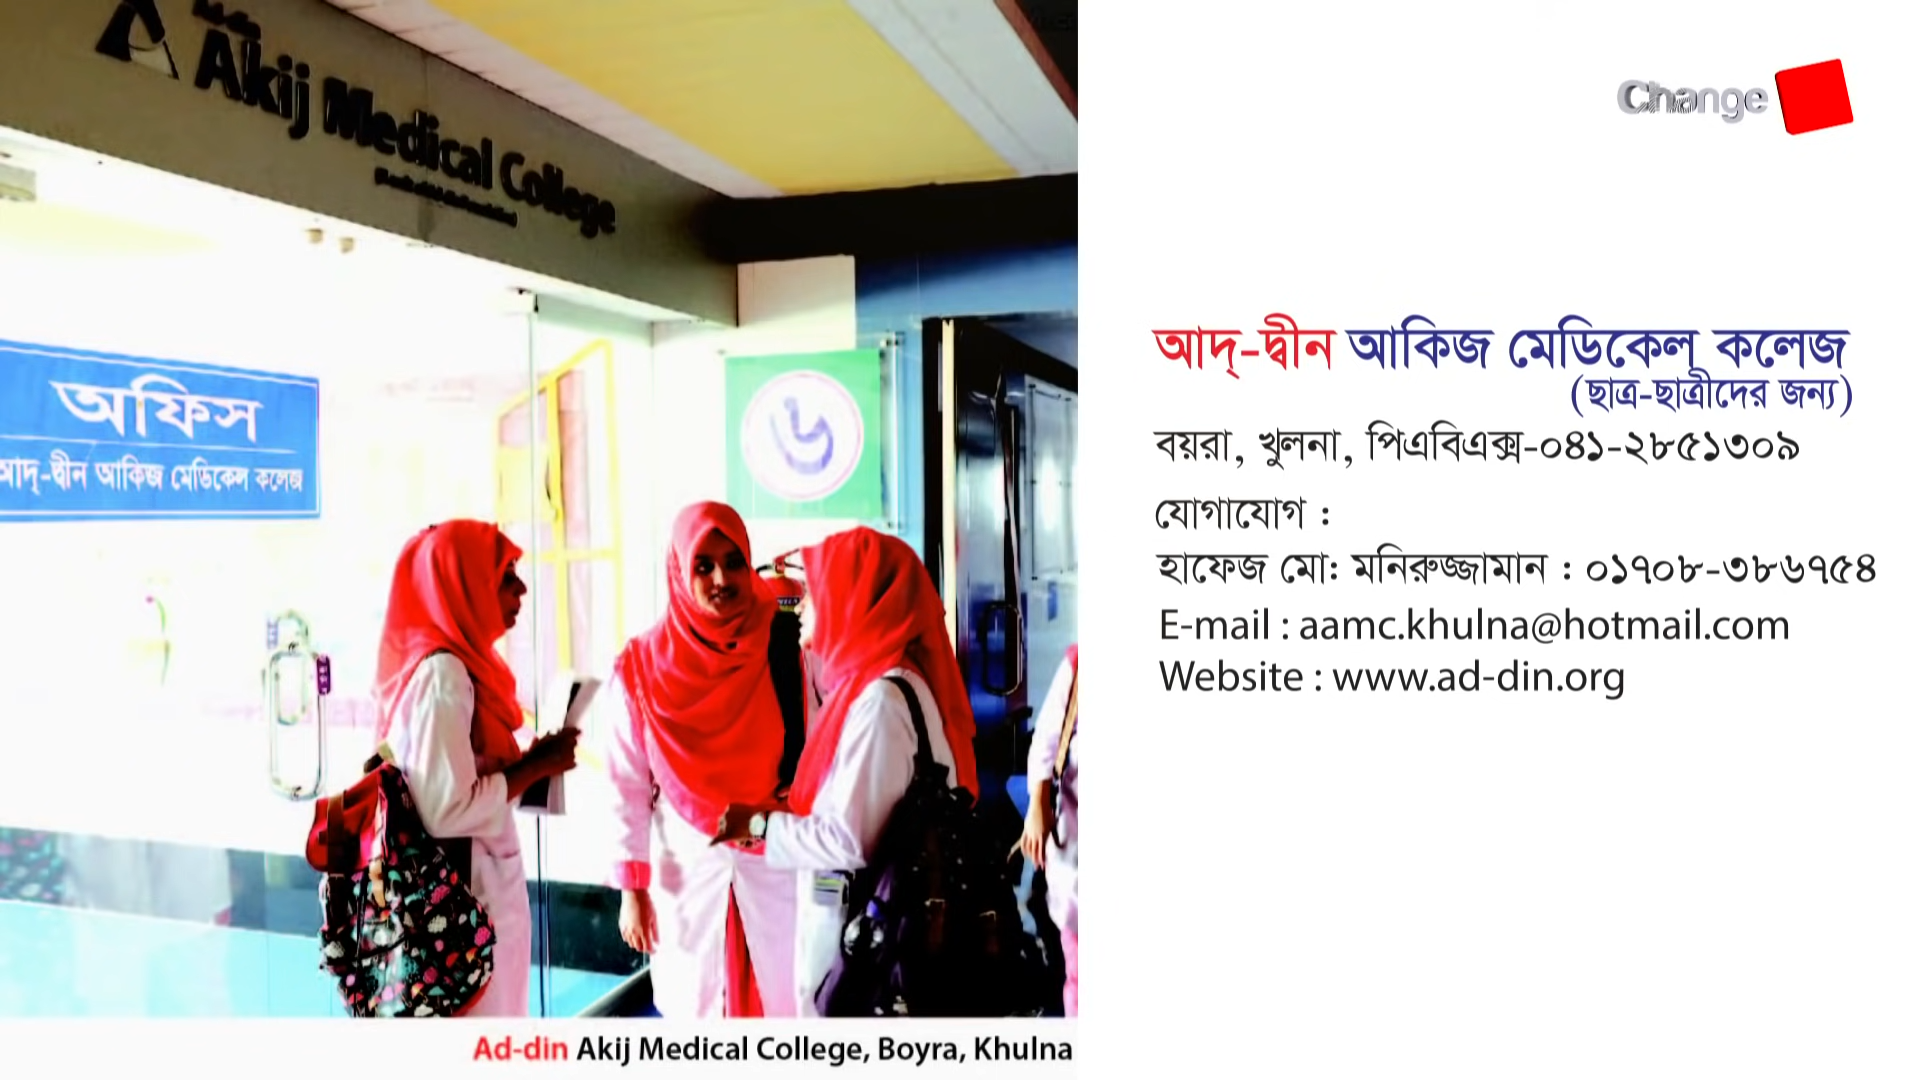 Akij Medical College
অফিস
আদ্-দ্বীন আকিজ মেডিকেল কলেজ
৬
Ad-din Akij Medical College, Boyra, Khulna
Change
আদ্-দ্বীন আকিজ মেডিকেল কলেজ
(ছাত্র-ছাত্রীদের জন্য)
বয়রা, খুলনা, পিএবিএক্স-০৪১-২৮৫১৩০৯
যোগাযোগ :
হাফেজ মো: মনিরুজ্জামান : ০১৭০৮-৩৮৬৭৫৪
E-mail : aamc.khulna@hotmail.com
Website : www.ad-din.org